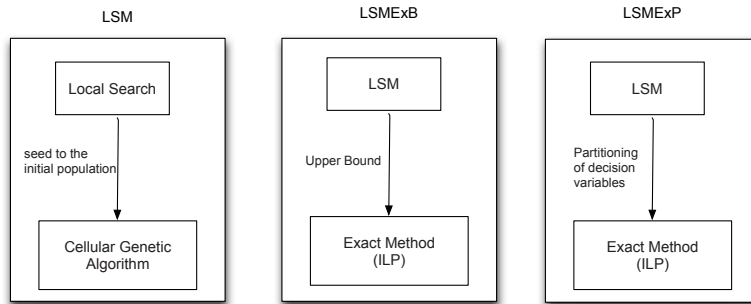 LSM
Local Search
seed to the
initial population
Cellular Genetic
Algorithm
LSMExB
LSM
Upper Bound
Exact Method
(ILP)
LSMExP
LSM
Partitioning
of decision
variables
Exact Method
(ILP)